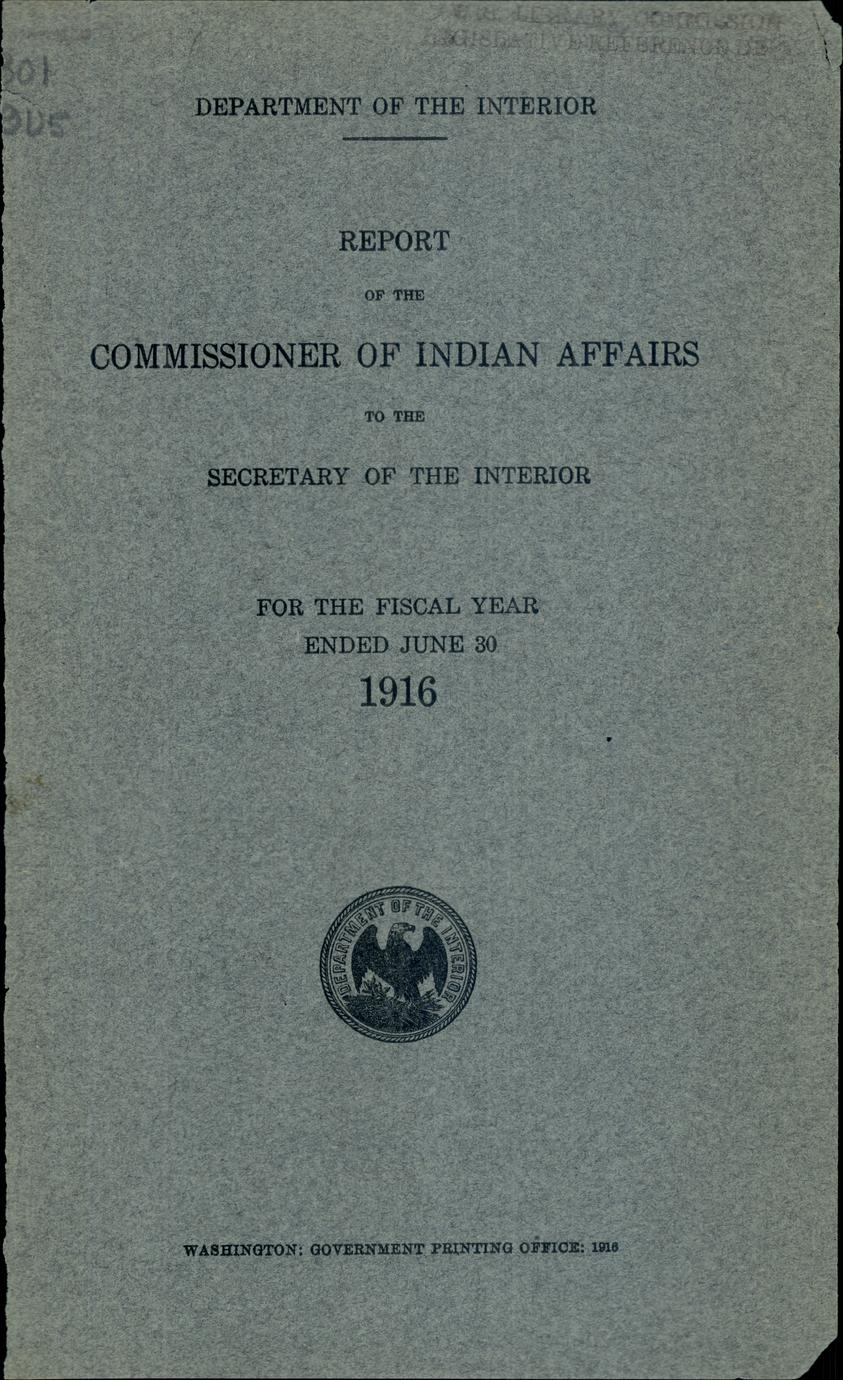 DEPARTMENT OF THE INTERIOR
REPORT
OF THE
COMMISSIONER OF INDIAN AFFAIRS
TO THE
SECRETARY OF THE INTERIOR
FOR THE FISCAL YEAR
ENDED JUNE 30
1916
DEPARTMENT OF THE INTERIOR
WASHINGTON: GOVERNMENT PRINTING OFFICE: 1916